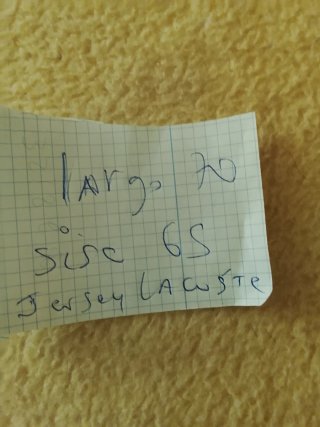 largo 70
sise 65
Jersey LAcoste